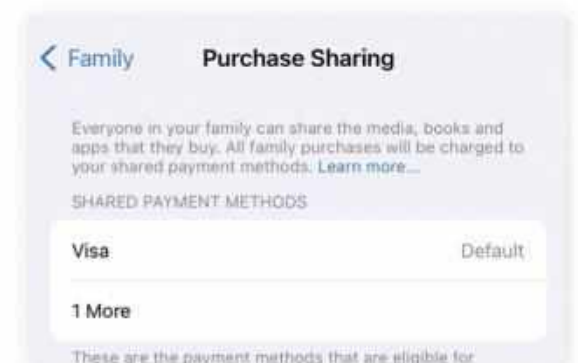 Family
Purchase Sharing
Everyone in your family can share the media, books and
apps that they buy. All family purchases will be charged to
your shared payment methods. Learn more...
SHARED PAYMENT METHODS
Visa
Default
1 More
These are the payment methods that are eligible for